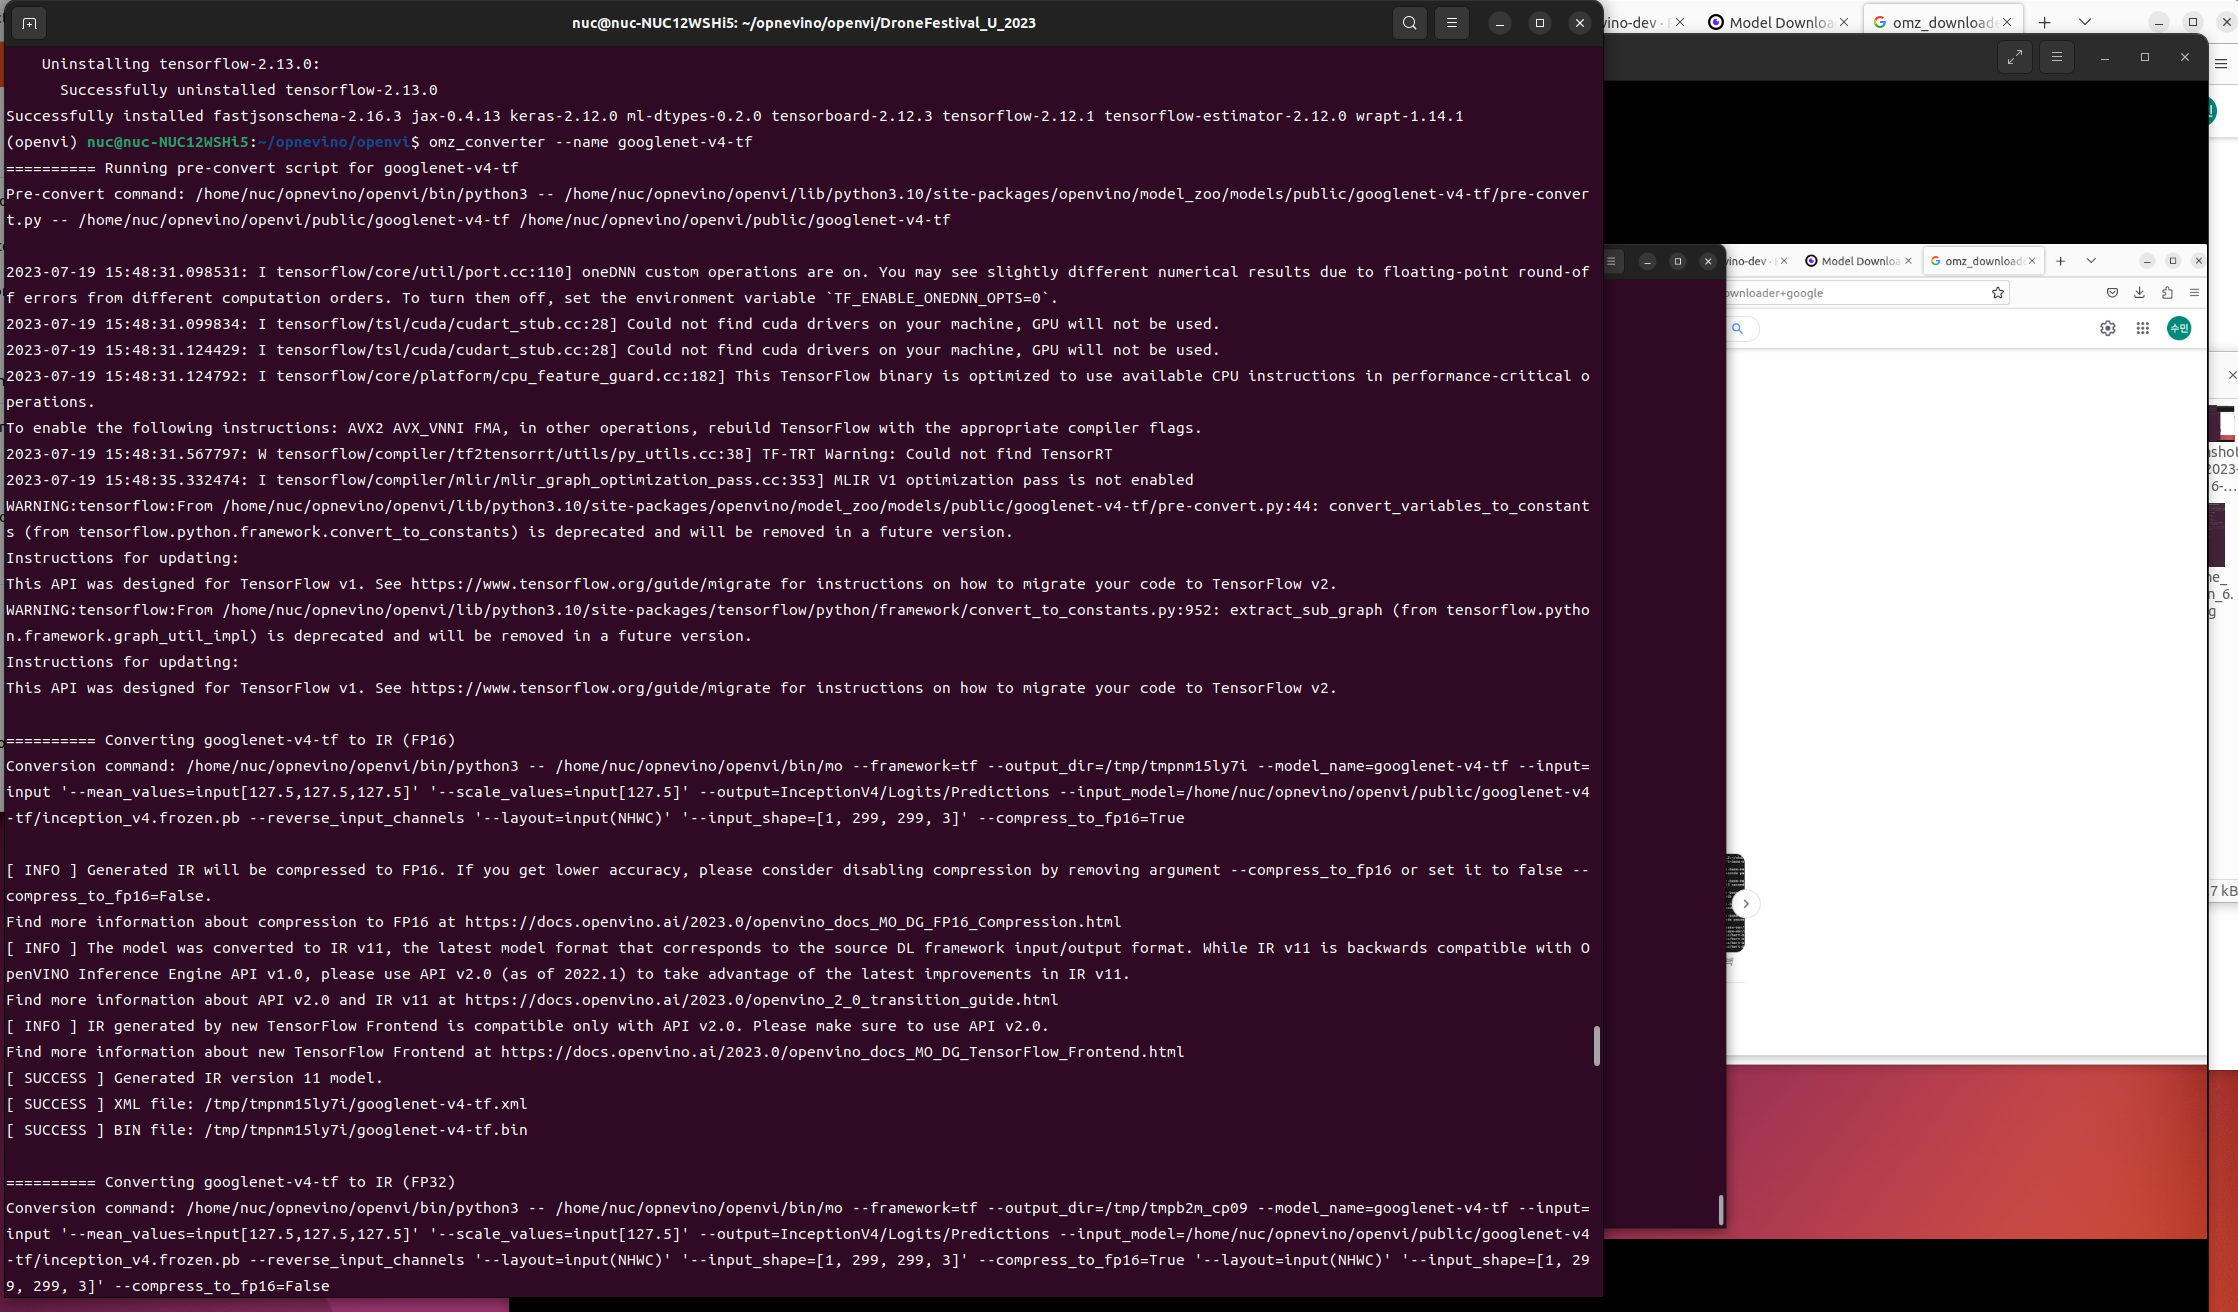 nuc@nuc-NUC12WSHi5: ~/opnevino/openvi/DroneFestival_U_2023
Uninstalling tensorflow-2.13.0:
Successfully uninstalled tensorflow-2.13.0
Successfully installed fastjsonschema-2.16.3 jax-0.4.13 keras-2.12.0 ml-dtypes-0.2.0 tensorboard-2.12.3 tensorflow-2.12.1 tensorflow-estimator-2.12.0 wrapt-1.14.1
(openvi) nuc@nuc-NUC12WSHi5:~/opnevino/openvi$ omz_converter --name googlenet-v4-tf
========== Running pre-convert script for googlenet-v4-tf
Pre-convert command: /home/nuc/opnevino/openvi/bin/python3 -- /home/nuc/opnevino/openvi/lib/python3.10/site-packages/openvino/model_zoo/models/public/googlenet-v4-tf/pre-conver
t.py -- /home/nuc/opnevino/openvi/public/googlenet-v4-tf /home/nuc/opnevino/openvi/public/googlenet-v4-tf
2023-07-19 15:48:31.098531: I tensorflow/core/util/port.cc:110] oneDNN custom operations are on. You may see slightly different numerical results due to floating-point round-of
f errors from different computation orders. To turn them off, set the environment variable `TF_ENABLE_ONEDNN_OPTS=0`.
2023-07-19 15:48:31.099834: I tensorflow/tsl/cuda/cudart_stub.cc:28] Could not find cuda drivers on your machine, GPU will not be used.
2023-07-19 15:48:31.124429: I tensorflow/tsl/cuda/cudart_stub.cc:28] Could not find cuda drivers on your machine, GPU will not be used.
2023-07-19 15:48:31.124792: I tensorflow/core/platform/cpu_feature_guard.cc:182] This TensorFlow binary is optimized to use available CPU instructions in performance-critical o
perations.
To enable the following instructions: AVX2 AVX_VNNI FMA, in other operations, rebuild TensorFlow with the appropriate compiler flags.
2023-07-19 15:48:31.567797: W tensorflow/compiler/tf2tensorrt/utils/py_utils.cc:38] TF-TRT Warning: Could not find TensorRT
2023-07-19 15:48:35.332474: I tensorflow/compiler/mlir/mlir_graph_optimization_pass.cc:353] MLIR V1 optimization pass is not enabled
WARNING:tensorflow:From /home/nuc/opnevino/openvi/lib/python3.10/site-packages/openvino/model_zoo/models/public/googlenet-v4-tf/pre-convert.py:44: convert_variables_to_constant
s (from tensorflow.python.framework.convert_to_constants) is deprecated and will be removed in a future version.
Instructions for updating:
This API was designed for TensorFlow v1. See https://www.tensorflow.org/guide/migrate for instructions on how to migrate your code to TensorFlow v2.
WARNING:tensorflow:From /home/nuc/opnevino/openvi/lib/python3.10/site-packages/tensorflow/python/framework/convert_to_constants.py:952: extract_sub_graph (from tensorflow.pytho
n.framework.graph_util_impl) is deprecated and will be removed in a future version.
Instructions for updating:
This API was designed for TensorFlow v1. See https://www.tensorflow.org/guide/migrate for instructions on how to migrate your code to TensorFlow v2.
========== Converting googlenet-v4-tf to IR (FP16)
Conversion command: /home/nuc/opnevino/openvi/bin/python3 -- /home/nuc/opnevino/openvi/bin/mo --framework=tf --output_dir=/tmp/tmpnm15ly7i --model_name=googlenet-v4-tf --input=
input '--mean_values=input[127.5,127.5,127.5]' '--scale_values=input[127.5]' --output=InceptionV4/Logits/Predictions --input_model=/home/nuc/opnevino/openvi/public/googlenet-v4
-tf/inception_v4.frozen.pb --reverse_input_channels '--layout=input(NHWC)' '--input_shape=[1, 299, 299, 3]' --compress_to_fp16=True
[ INFO ] Generated IR will be compressed to FP16. If you get lower accuracy, please consider disabling compression by removing argument --compress_to_fp16 or set it to false --
compress_to_fp16=False.
Find more information about compression to FP16 at https://docs.openvino.ai/2023.0/openvino_docs_MO_DG_FP16_Compression.html
[ INFO ] The model was converted to IR v11, the latest model format that corresponds to the source DL framework input/output format. While IR v11 is backwards compatible with O
penVINO Inference Engine API v1.0, please use API v2.0 (as of 2022.1) to take advantage of the latest improvements in IR v11.
Find more information about API v2.0 and IR v11 at https://docs.openvino.ai/2023.0/openvino_2_0_transition_guide.html
[ INFO ] IR generated by new TensorFlow Frontend is compatible only with API v2.0. Please make sure to use API v2.0.
Find more information about new TensorFlow Frontend at https://docs.openvino.ai/2023.0/openvino_docs_MO_DG_TensorFlow_Frontend.html
[ SUCCESS ] Generated IR version 11 model.
[ SUCCESS ] XML file: /tmp/tmpnm15ly7i/googlenet-v4-tf.xml
[ SUCCESS ] BIN file: /tmp/tmpnm15ly7i/googlenet-v4-tf.bin
========== Converting googlenet-v4-tf to IR (FP32)
Conversion command: /home/nuc/opnevino/openvi/bin/python3 -- /home/nuc/opnevino/openvi/bin/mo --framework=tf --output_dir=/tmp/tmpb2m_cp09 --model_name=googlenet-v4-tf --input=
input '--mean_values=input[127.5,127.5,127.5]' '--scale_values=input[127.5]' --output=InceptionV4/Logits/Predictions --input_model=/home/nuc/opnevino/openvi/public/googlenet-v4
-tf/inception_v4.frozen.pb --reverse_input_channels '--layout=input(NHWC)' '--input_shape=[1, 299, 299, 3]' --compress_to_fp16=True '--layout=input(NHWC)' '--input_shape=[1, 29
9, 299, 3]' --compress_to_fp16=False
vino-dev · Model Downloa omz_downloade
vino-dev · Model Downloa omz_downloade
ownloader+google
수민
7 kB